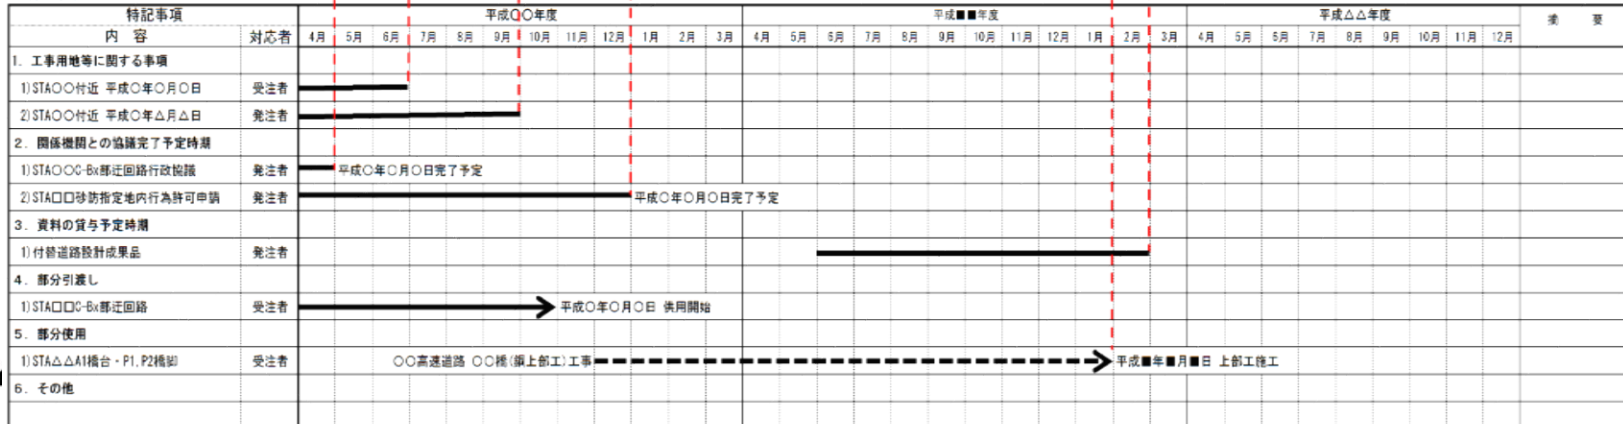 特記事項 平成○○年度 平成■■年度 平成△△年度 摘 要
内 容 対応者 4月 5月 6月 7月 8月 9月 10月 11月 12月 1月 2月 3月 4月 5月 6月 7月 8月 9月 10月 11月 12月 1月 2月 3月 4月 5月 6月 7月 8月 9月 10月 11月 12月
1. 工事用地等に関する事項
1)STA○○付近 平成○年○月○日 受注者
2)STA○○付近 平成○年△月△日 発注者
2. 関係機関との協議完了予定時期
1)STA○○C-Bx部迂回路行政協議 発注者 平成○年○月○日完了予定
2)STA□□砂防指定地内行為許可申請 発注者 平成○年○月○日完了予定
3. 資料の貸与予定時期
1)付替道路設計成果品 発注者
4. 部分引渡し
1)STA□□C-Bx部迂回路 受注者 平成○年○月○日 供用開始
5. 部分使用
1)STA△△A1橋台・P1,P2橋脚 受注者 ○○高速道路 ○○橋(鋼上部工)工事 平成■年■月■日 上部工施工
6. その他